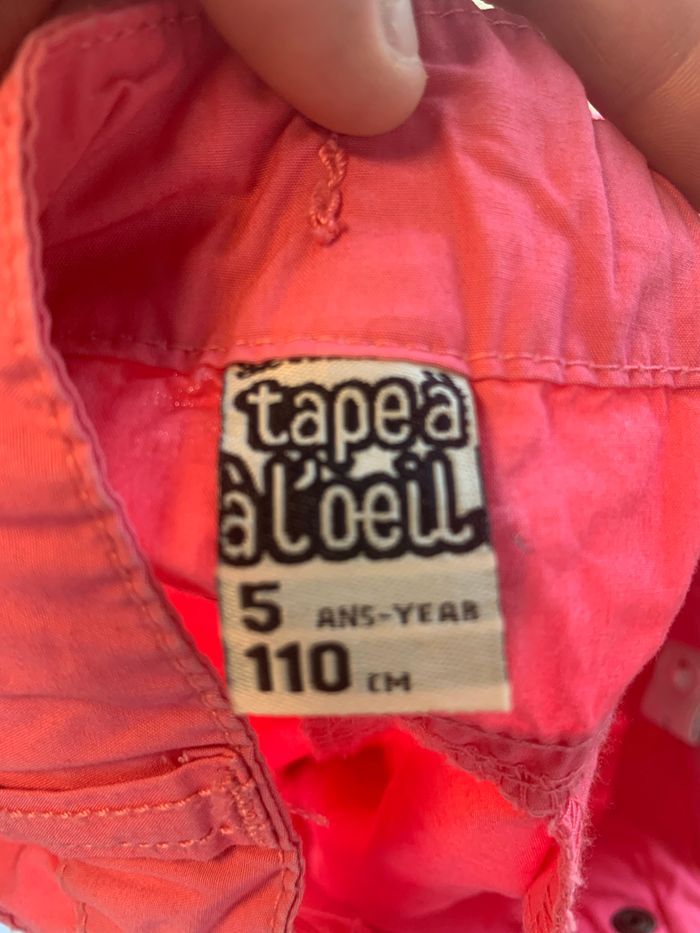 tape à
à l'oeil
5 ANS-YEAR
110 CM